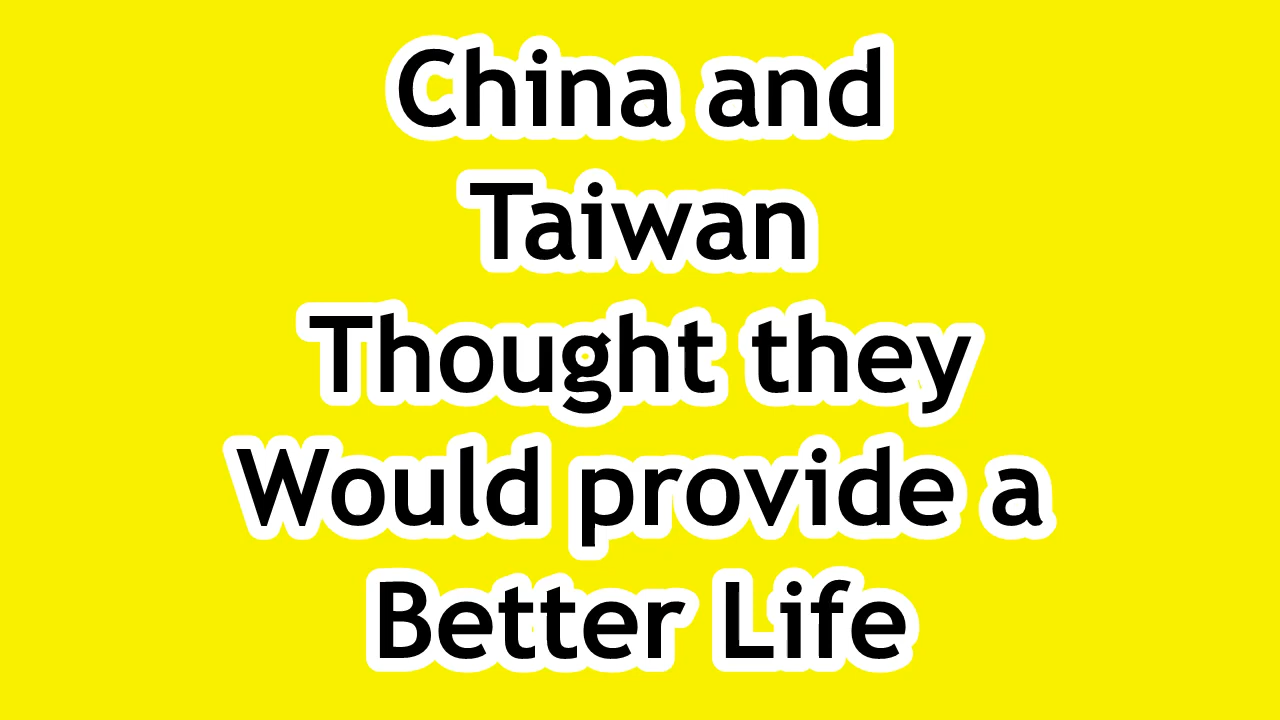 China and
Taiwan
Thought they
Would provide a
Better Life